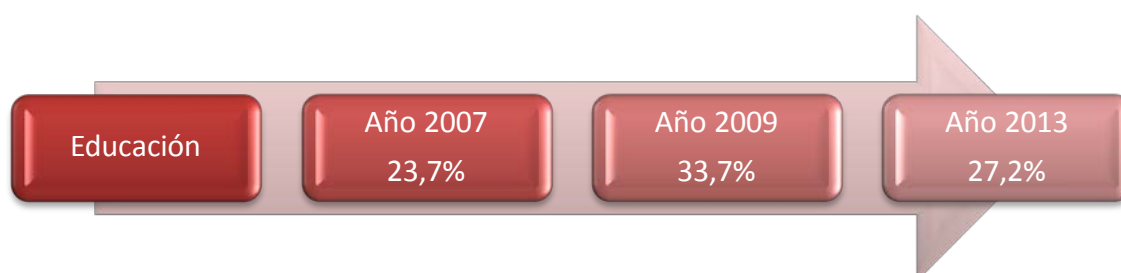 Educación
Año 2007
23,7%
Año 2009
33,7%
Año 2013
27,2%